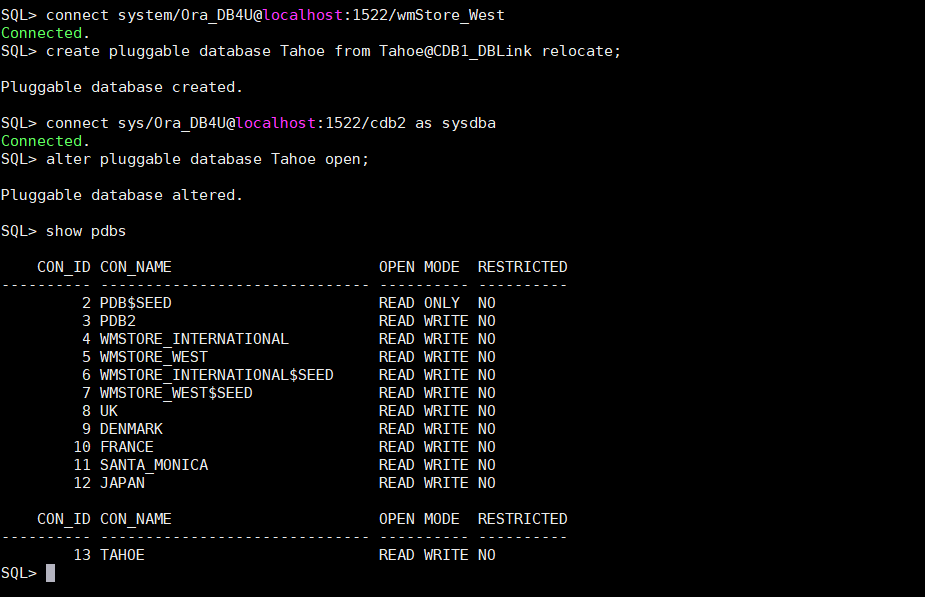 SQL> connect system/Ora_DB4U@localhost:1522/wmStore_West
Connected.
SQL> create pluggable database Tahoe from Tahoe@CDB1_DBLink relocate;

Pluggable database created.

SQL> connect sys/Ora_DB4U@localhost:1522/cdb2 as sysdba
Connected.
SQL> alter pluggable database Tahoe open;

Pluggable database altered.

SQL> show pdbs

    CON_ID CON_NAME                       OPEN MODE  RESTRICTED
---------- ------------------------------ ---------- ----------
         2 PDB$SEED                       READ ONLY  NO
         3 PDB2                           READ WRITE NO
         4 WMSTORE_INTERNATIONAL          READ WRITE NO
         5 WMSTORE_WEST                   READ WRITE NO
         6 WMSTORE_INTERNATIONAL$SEED     READ WRITE NO
         7 WMSTORE_WEST$SEED              READ WRITE NO
         8 UK                             READ WRITE NO
         9 DENMARK                        READ WRITE NO
        10 FRANCE                         READ WRITE NO
        11 SANTA_MONICA                   READ WRITE NO
        12 JAPAN                          READ WRITE NO

    CON_ID CON_NAME                       OPEN MODE  RESTRICTED
---------- ------------------------------ ---------- ----------
        13 TAHOE                          READ WRITE NO
SQL>